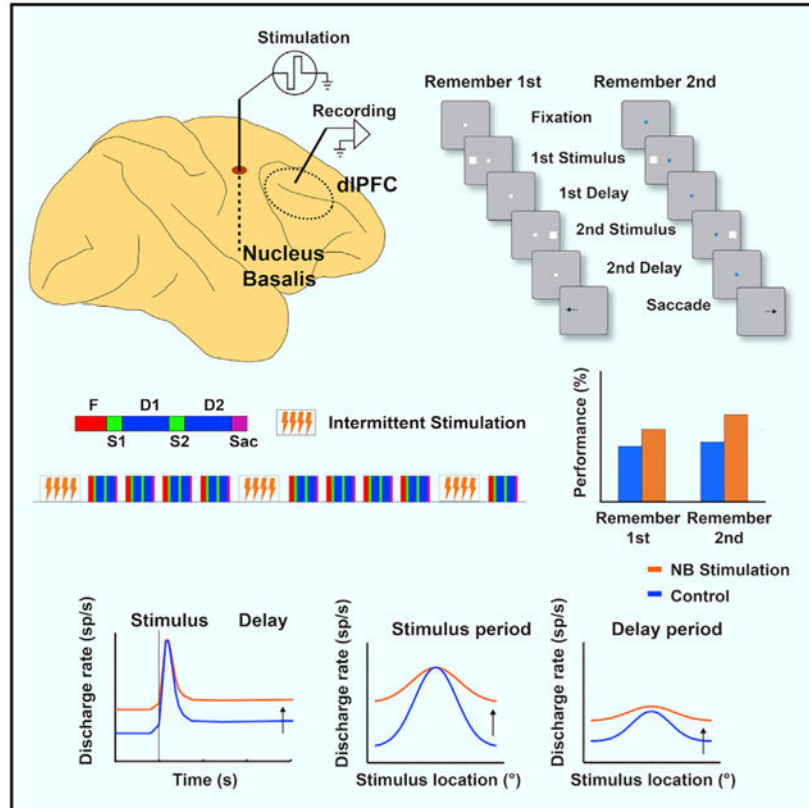 Stimulation
Recording
dlPFC
Nucleus
Basalis
Remember 1st
Remember 2nd
Fixation
1st Stimulus
1st Delay
2nd Stimulus
2nd Delay
Saccade
F
D1
D2
S1
S2
Sac
Intermittent Stimulation
Performance (%)
Remember
1st
Remember
2nd
NB Stimulation
Control
Discharge rate (sp/s)
Stimulus
Delay
Time (s)
Discharge rate (sp/s)
Stimulus period
Stimulus location (°)
Discharge rate (sp/s)
Delay period
Stimulus location (°)